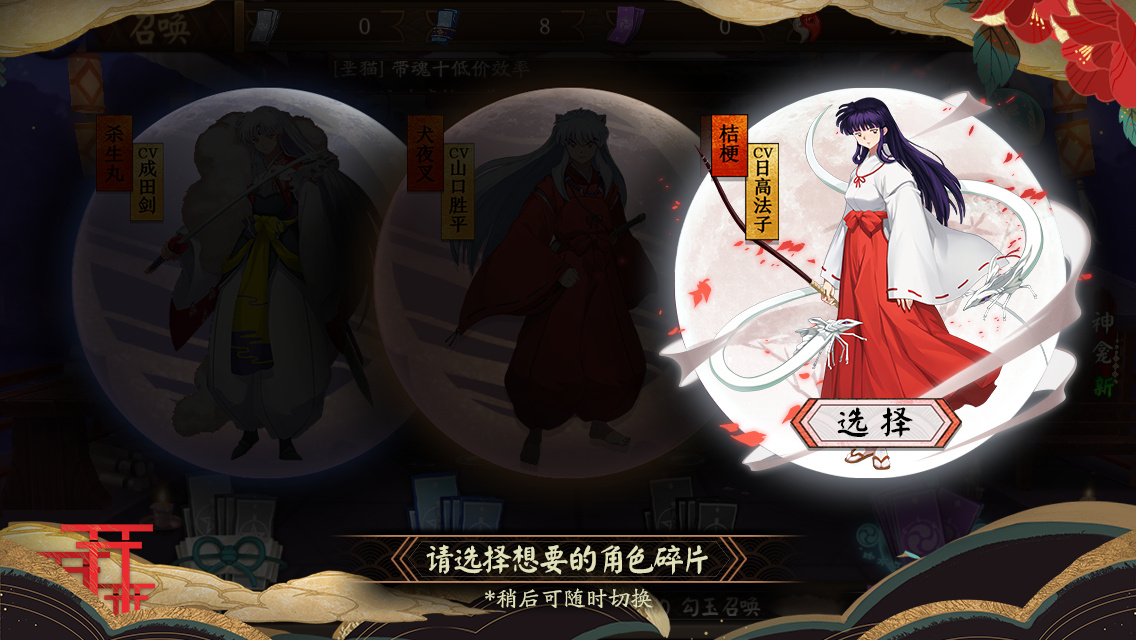 召唤
0
8
0
带魂十低价效率
杀生丸
CV成田剑
犬夜叉
CV山口胜平
桔梗
CV日高法子
神龛
新
选择
请选择想要的角色碎片
*稍后可随时切换
勾玉召唤